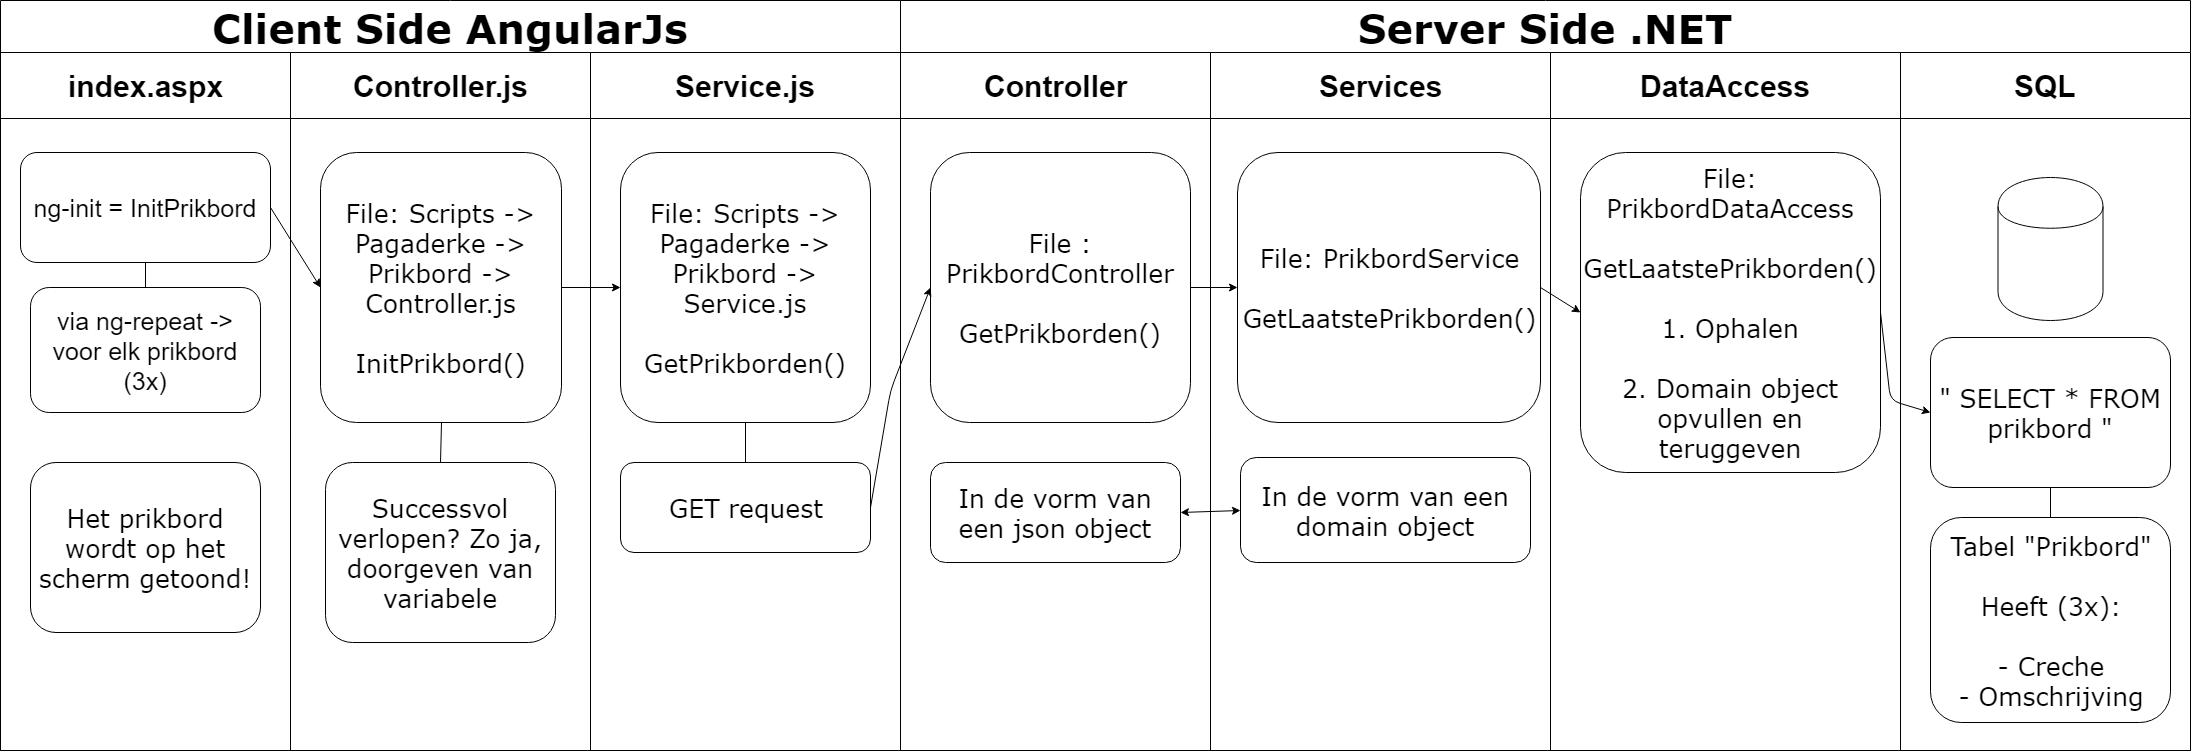 Client Side AngularJs
Server Side .NET
index.aspx
Controller.js
Service.js
Controller
Services
DataAccess
SQL
ng-init = InitPrikbord
via ng-repeat ->
voor elk prikbord
(3x)
Het prikbord
wordt op het
scherm getoond!
File: Scripts ->
Pagaderke ->
Prikbord ->
Controller.js
InitPrikbord()
Successvol
verlopen? Zo ja,
doorgeven van
variabele
File: Scripts ->
Pagaderke ->
Prikbord ->
Service.js
GetPrikborden()
GET request
File :
PrikbordController
GetPrikborden()
In de vorm van
een json object
File: PrikbordService
GetLaatstePrikborden()
In de vorm van een
domain object
File:
PrikbordDataAccess
GetLaatstePrikborden()
1. Ophalen
2. Domain object
opvullen en
teruggeven
" SELECT * FROM
prikbord "
Tabel "Prikbord"
Heeft (3x):
- Creche
- Omschrijving